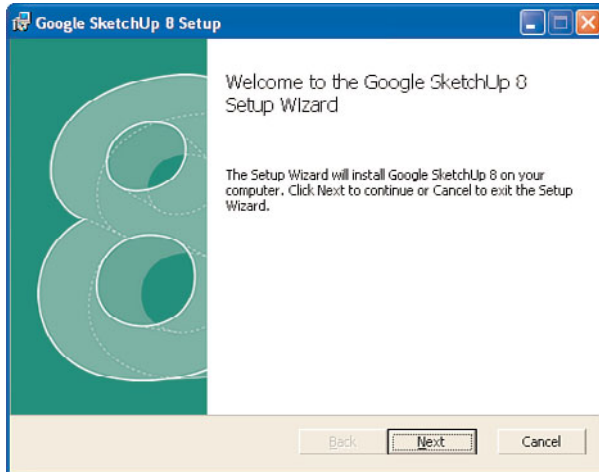 Google SketchUp 8 Setup
Welcome to the Google SketchUp 8
Setup Wizard
The Setup Wizard will install Google SketchUp 8 on your
computer. Click Next to continue or Cancel to exit the Setup
Wizard.
8
Back Next Cancel